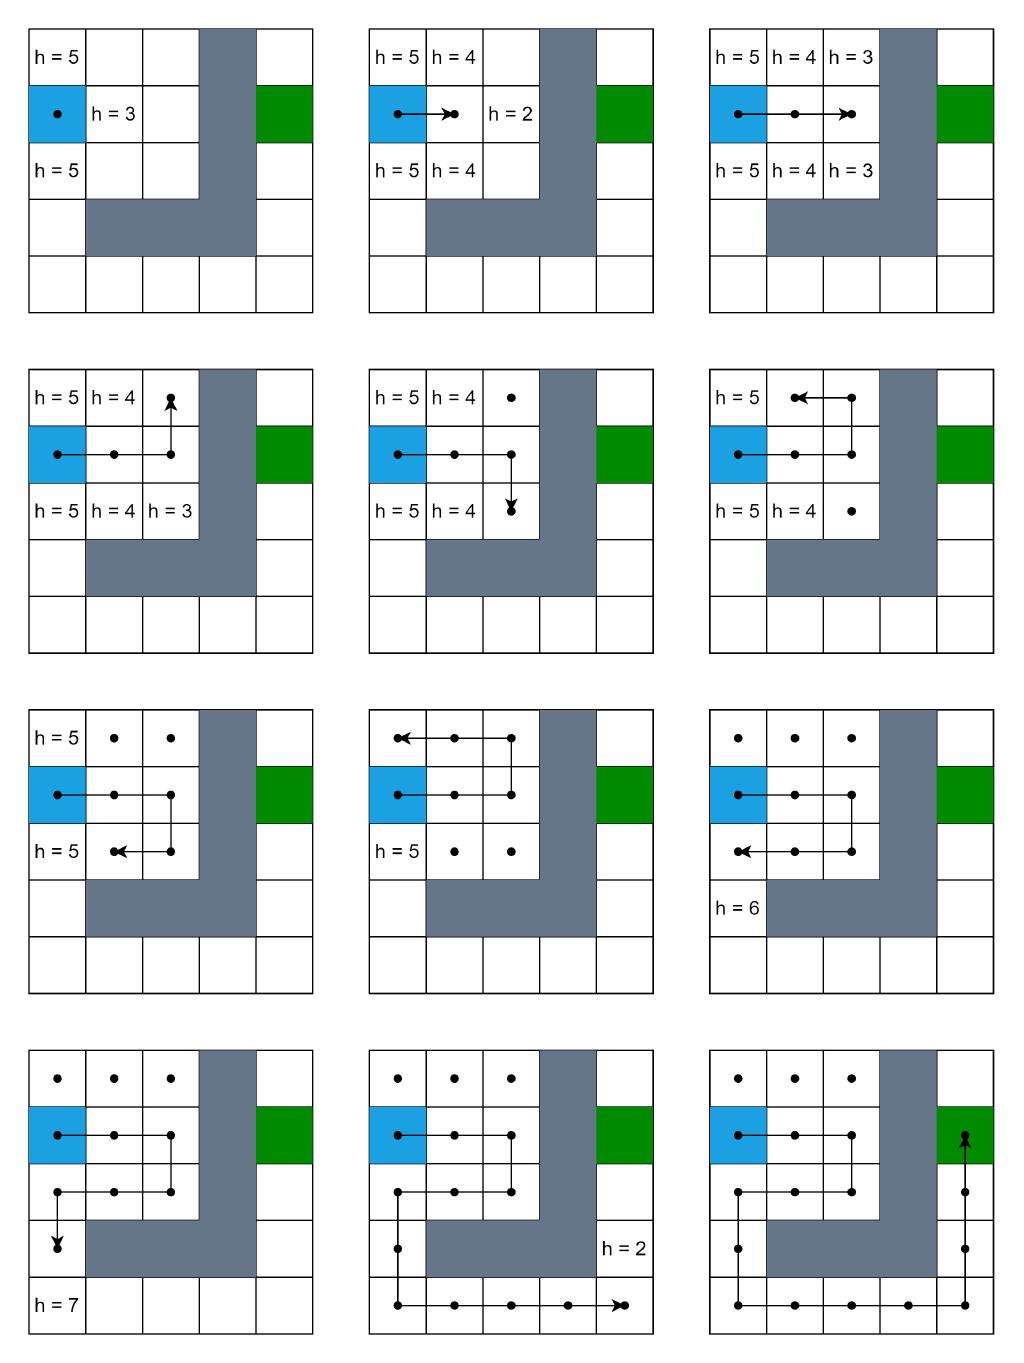 h = 5
h = 5 h = 4
h = 5 h = 4 h = 3
h = 3
h = 2
h = 5
h = 5 h = 4
h = 5 h = 4 h = 3
h = 5 h = 4
h = 5 h = 4
h = 5
h = 5 h = 4 h = 3
h = 5 h = 4
h = 5 h = 4
h = 5
h = 5
h = 5
h = 6
h = 2
h = 7